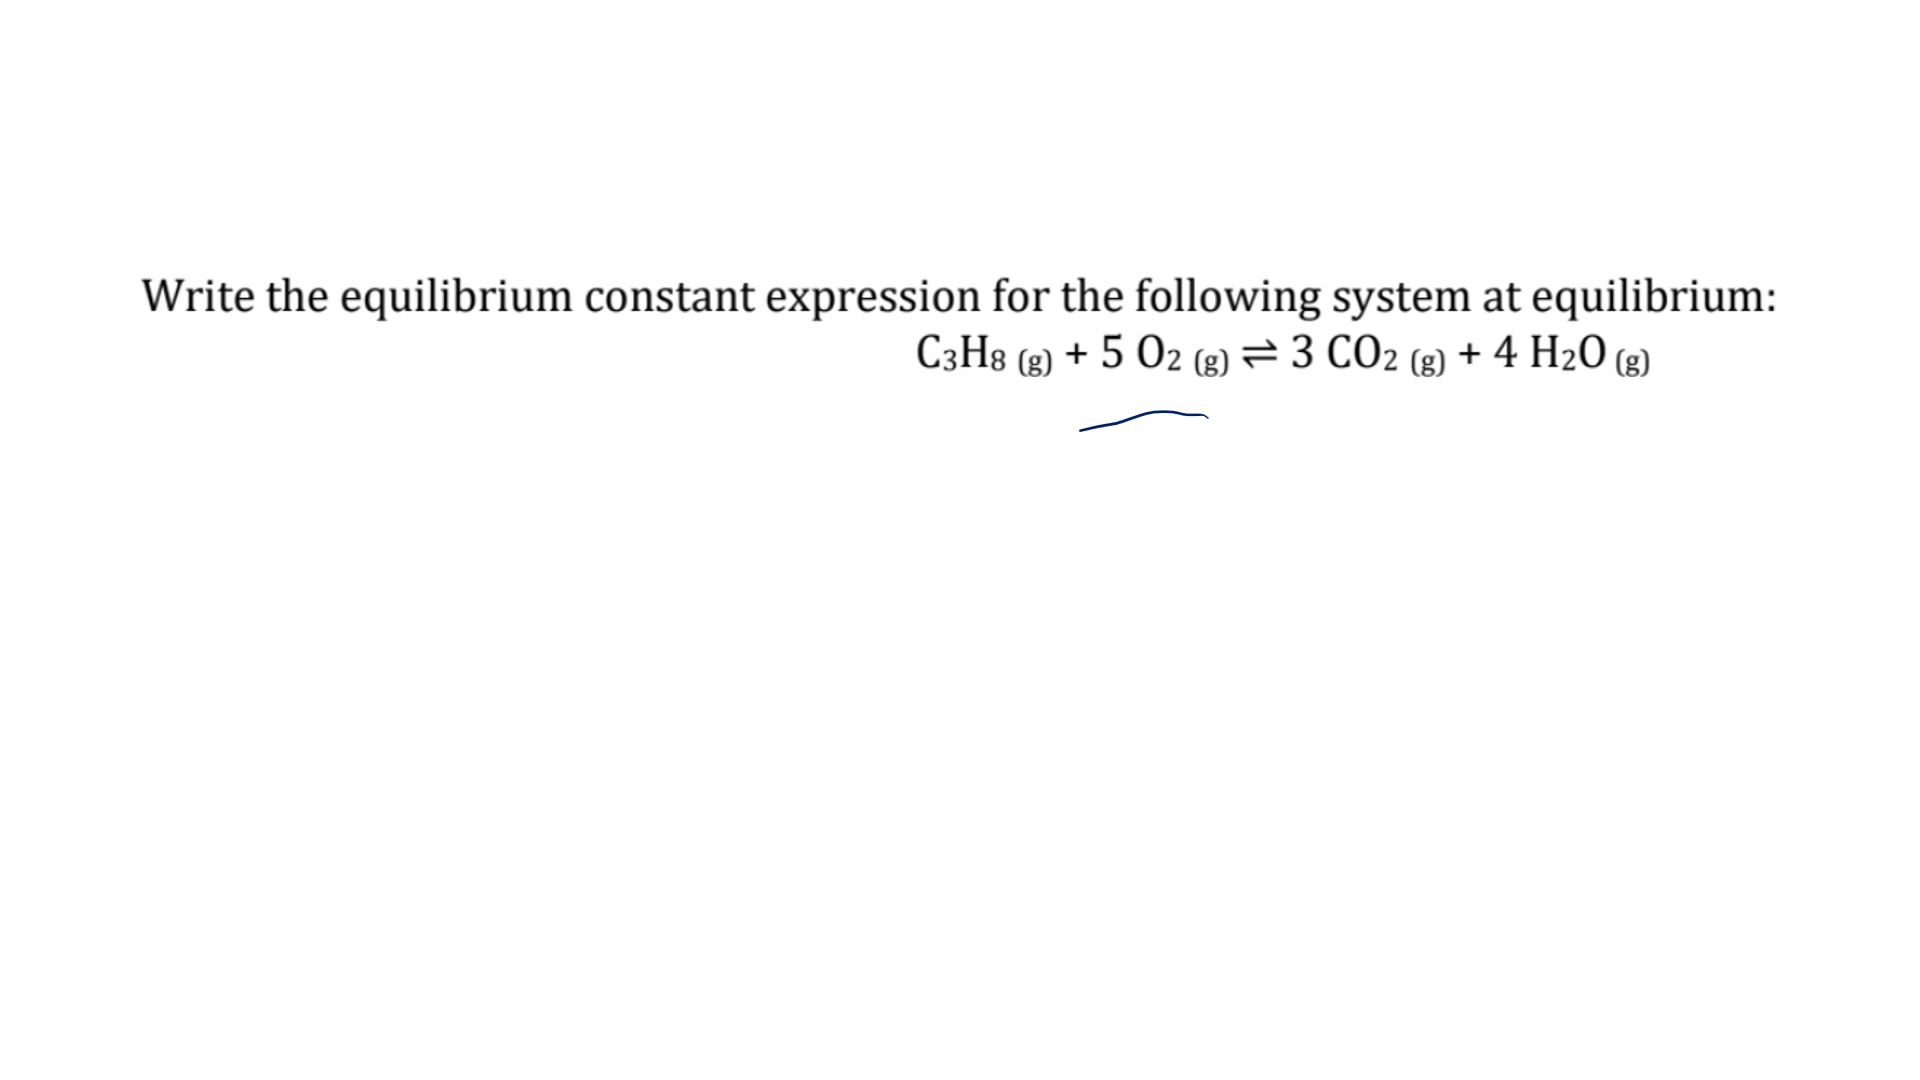 Write the equilibrium constant expression for the following system at equilibrium:
C₃H₈ (g) + 5 O₂ (g) ⇌ 3 CO₂ (g) + 4 H₂O (g)